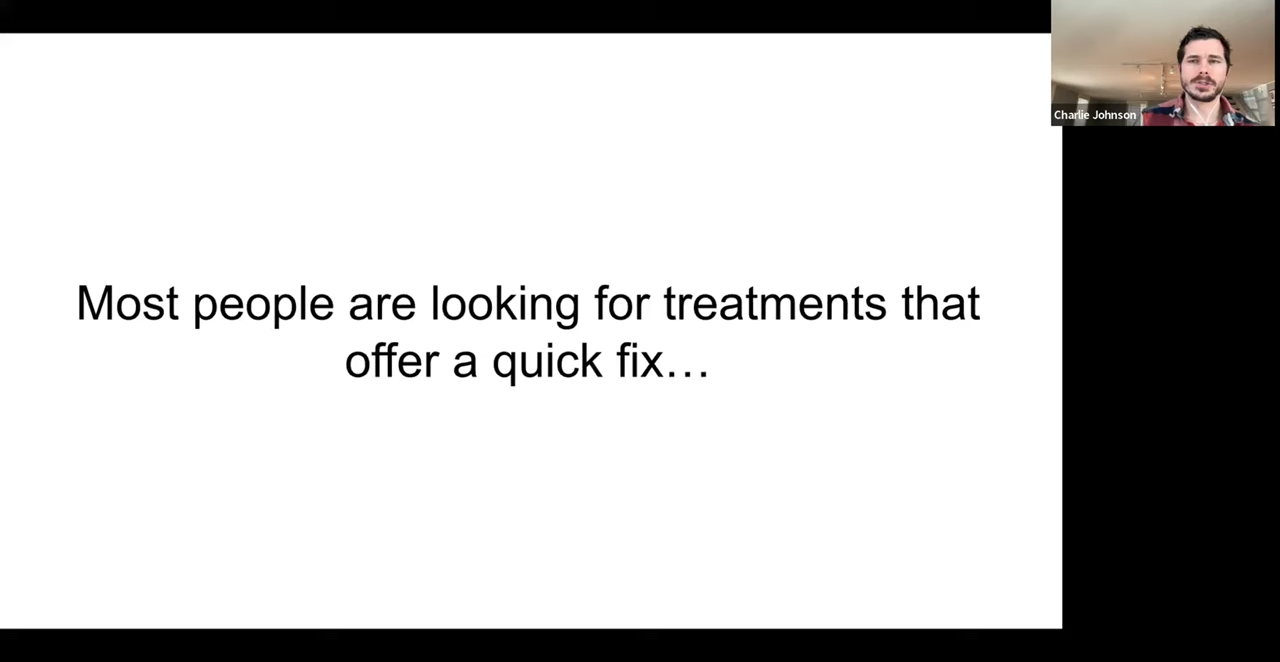 Charlie Johnson
Most people are looking for treatments that
offer a quick fix…